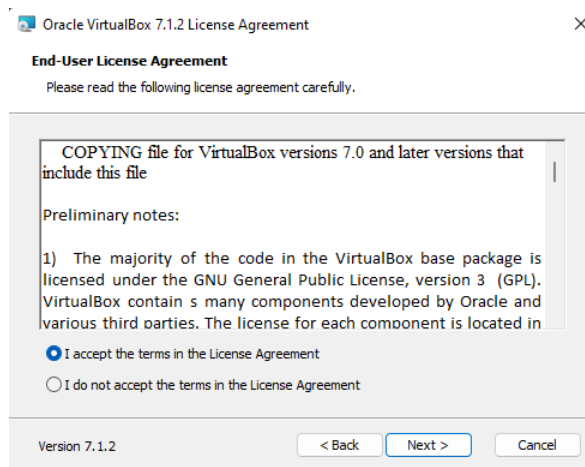 Oracle VirtualBox 7.1.2 License Agreement
End-User License Agreement
Please read the following license agreement carefully.
COPYING file for VirtualBox versions 7.0 and later versions that
include this file
Preliminary notes:
1) The majority of the code in the VirtualBox base package is
licensed under the GNU General Public License, version 3 (GPL).
VirtualBox contain s many components developed by Oracle and
various third parties. The license for each component is located in
I accept the terms in the License Agreement
I do not accept the terms in the License Agreement
Version 7.1.2 < Back Next > Cancel